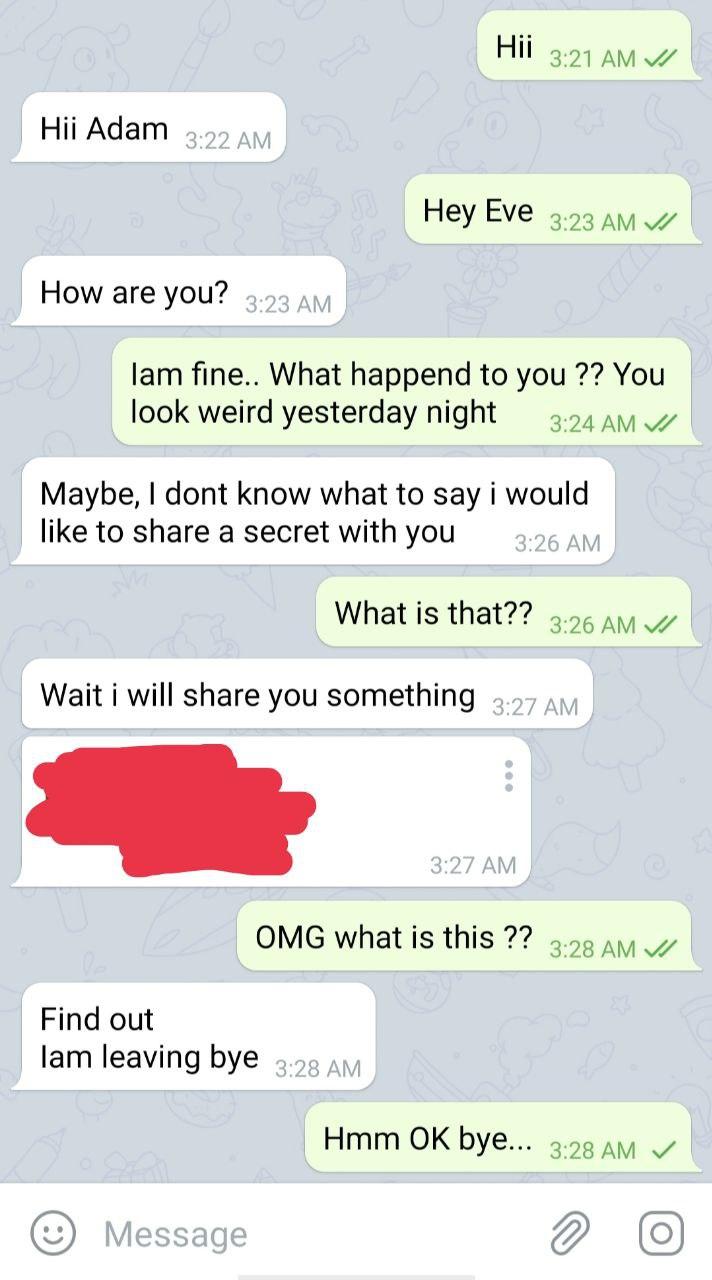 Hii 3:21 AM
Hii Adam 3:22 AM
Hey Eve 3:23 AM
How are you? 3:23 AM
Iam fine.. What happend to you ?? You
look weird yesterday night 3:24 AM
Maybe, I dont know what to say i would
like to share a secret with you 3:26 AM
What is that?? 3:26 AM
Wait i will share you something 3:27 AM
3:27 AM
OMG what is this ?? 3:28 AM
Find out
Iam leaving bye 3:28 AM
Hmm OK bye... 3:28 AM
Message